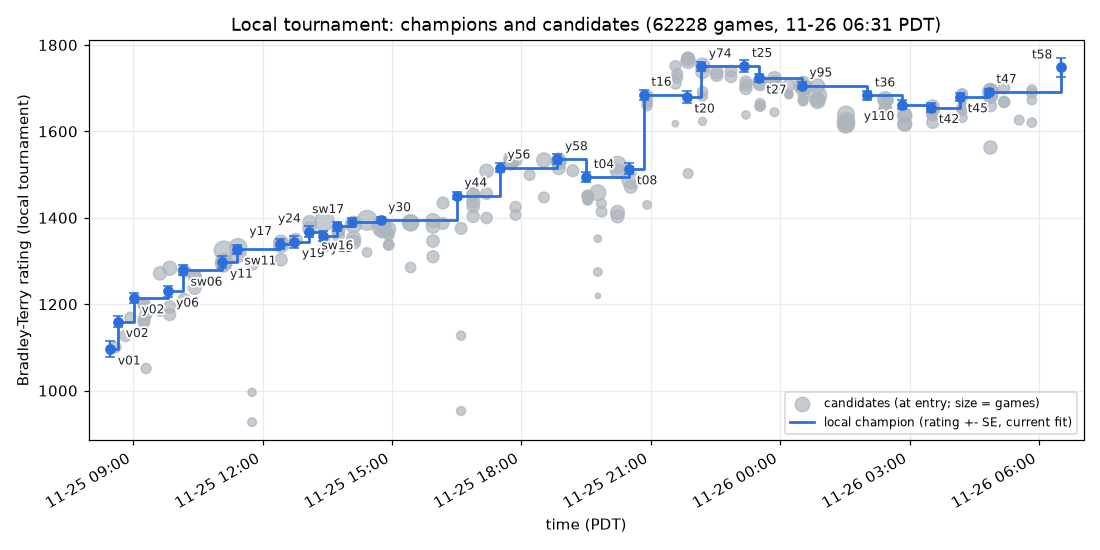 Local tournament: champions and candidates (62228 games, 11-26 06:31 PDT)
Bradley-Terry rating (local tournament)
1800
1600
1400
1200
1000
v01
v02
y02
y06
sw06
y11
sw11
y17
y24
y19
sw17
sw16
y30
y44
y56
y58
t04
t08
t16
t20
y74
t25
t27
y95
t36
y110
t42
t45
t47
t58
candidates (at entry; size = games)
local champion (rating +- SE, current fit)
11-25 09:00
11-25 12:00
11-25 15:00
11-25 18:00
11-25 21:00
11-26 00:00
11-26 03:00
11-26 06:00
time (PDT)